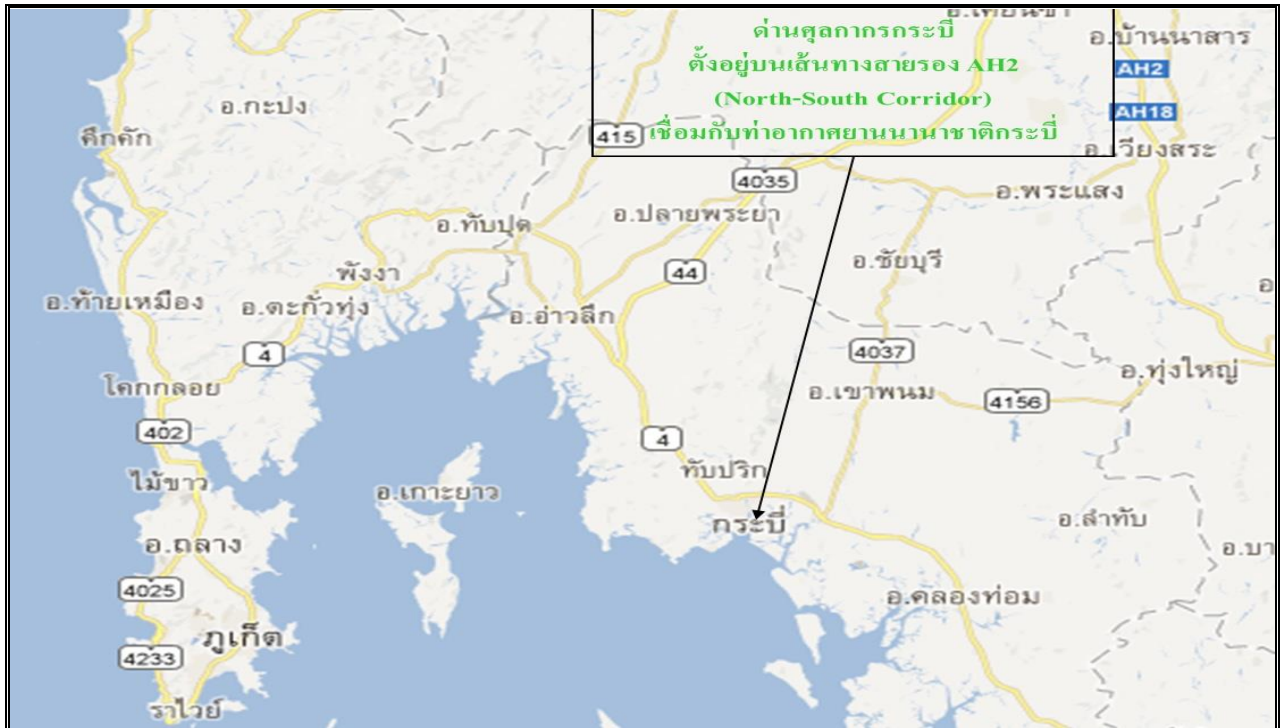 อ.เคียนซา
ด่านศุลกากรกระบี่
ตั้งอยู่บนเส้นทางสายรอง AH2
(North-South Corridor)
เชื่อมกับท่าอากาศยานนานาชาติกระบี่
อ.บ้านนาสาร
AH2
AH18
อ.กะปง
คึกคัก
415
อ.เวียงสระ
4035
อ.พระแสง
อ.ทับปุด
อ.ปลายพระยา
พังงา
44
อ.ชัยบุรี
อ.ท้ายเหมือง
อ.ตะกั่วทุ่ง
อ.อ่าวลึก
4
4037
อ.ทุ่งใหญ่
โคกกลอย
อ.เขาพนม
4156
402
4
ทับปริก
ไม้ขาว
อ.เกาะยาว
กระบี่
อ.ลำทับ
อ.ถลาง
4025
อ.คลองท่อม
ภูเก็ต
4233
ราไวย์